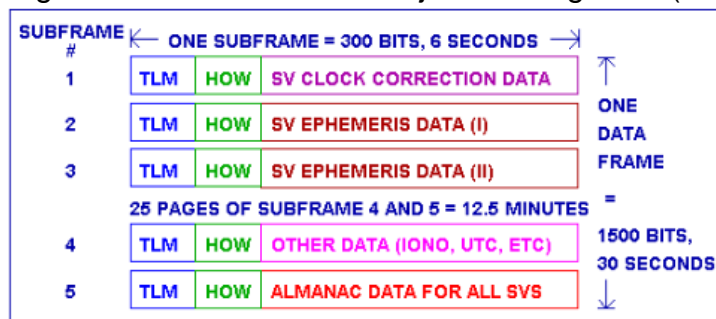 SUBFRAME
#
ONE SUBFRAME = 300 BITS, 6 SECONDS
1 TLM HOW SV CLOCK CORRECTION DATA
2 TLM HOW SV EPHEMERIS DATA (I)
3 TLM HOW SV EPHEMERIS DATA (II)
25 PAGES OF SUBFRAME 4 AND 5 = 12.5 MINUTES
4 TLM HOW OTHER DATA (IONO, UTC, ETC)
5 TLM HOW ALMANAC DATA FOR ALL SVS
ONE
DATA
FRAME
=
1500 BITS,
30 SECONDS